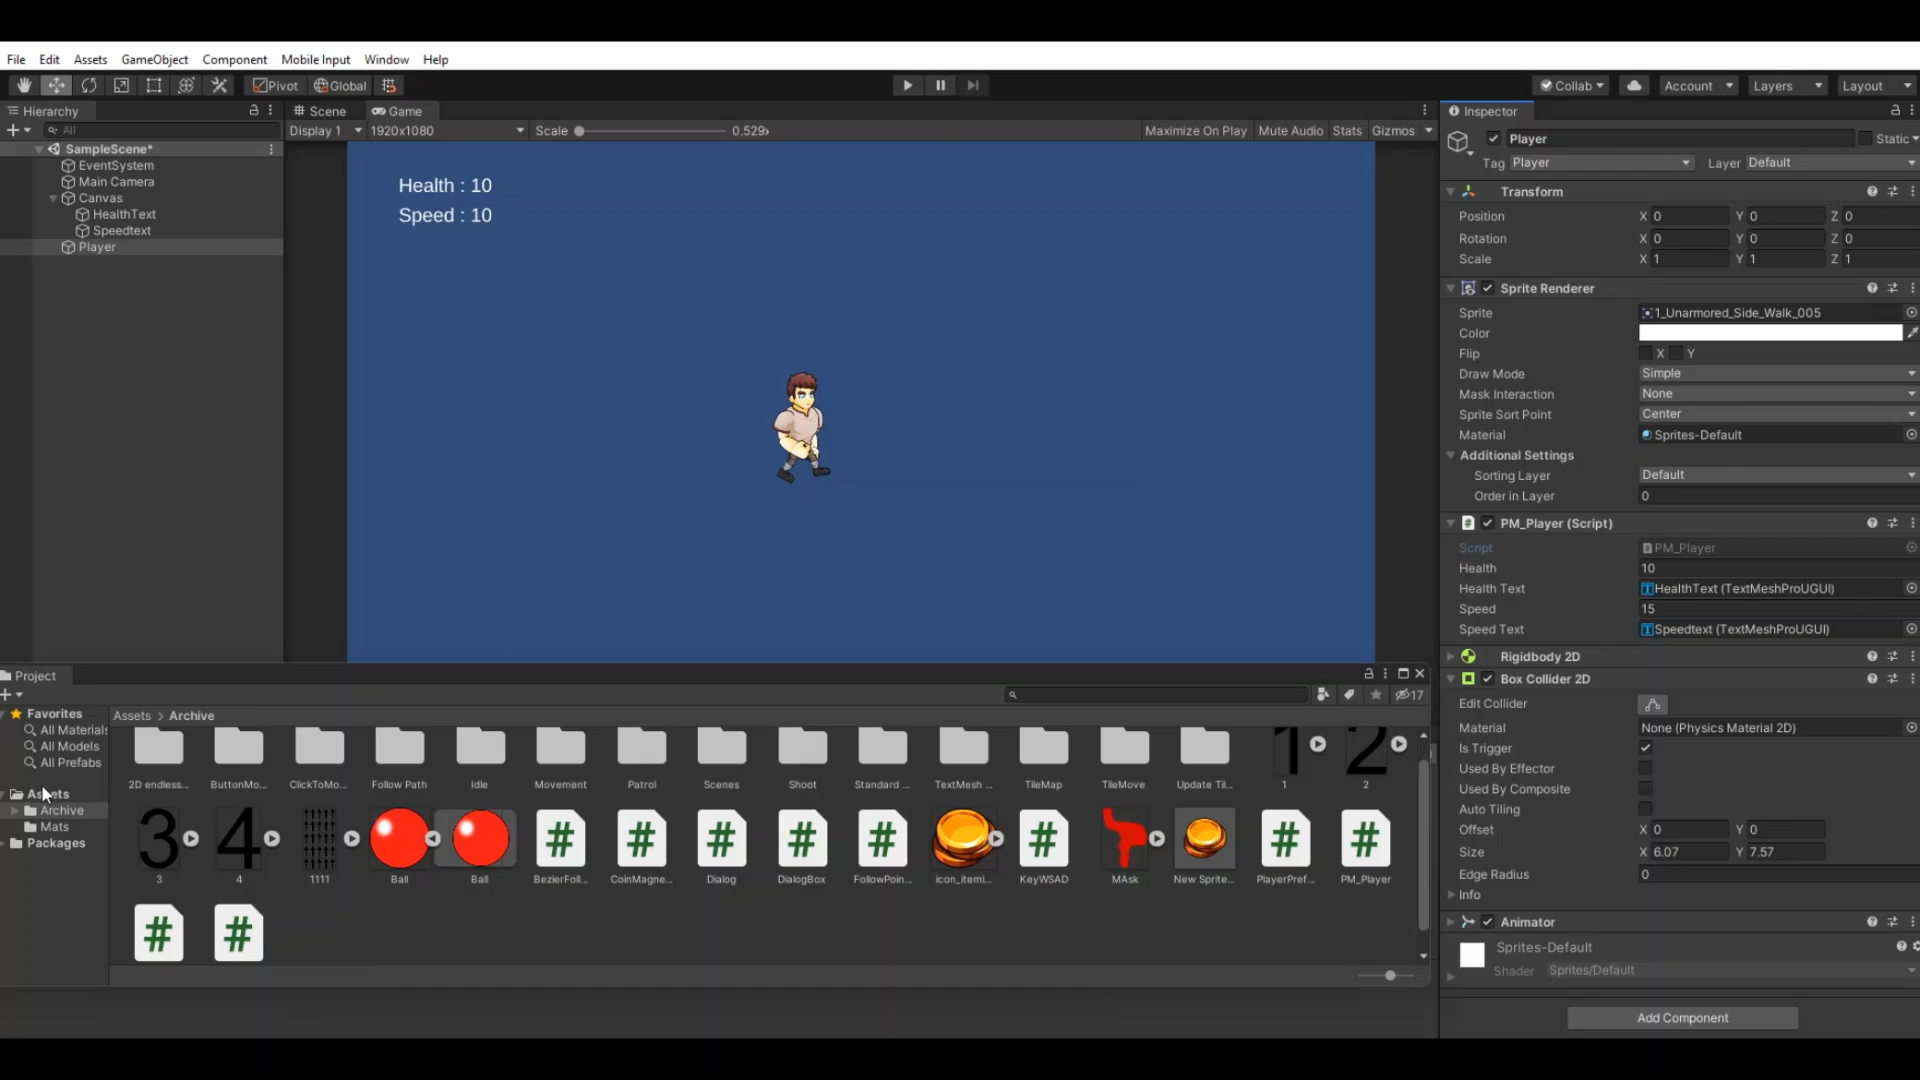 File Edit Assets GameObject Component Mobile Input Window Help
Pivot Global Collab Account Layers Layout
Hierarchy
All
SampleScene*
EventSystem
Main Camera
Canvas
HealthText
Speedtext
Player
Scene Game
Display 1 1920x1080 Scale 0.529x Maximize On Play Mute Audio Stats Gizmos
Health : 10
Speed : 10
Project
17
Favorites
All Materials
All Models
All Prefabs
Assets
Archive
Mats
Packages
Assets > Archive
1 2
2D endless... ButtonMo... ClickToMo... Follow Path Idle Movement Patrol Scenes Shoot Standard ... TextMesh ... TileMap TileMove Update Til... 1 2
3 4 # # # # # # # #
3 4 1111 Ball Ball BezierFoll... CoinMagne... Dialog DialogBox FollowPoin... icon_itemi... KeyWSAD MAsk New Sprite... PlayerPref... PM_Player
# #
Inspector
Player Static
Tag Player Layer Default
Transform
Position X 0 Y 0 Z 0
Rotation X 0 Y 0 Z 0
Scale X 1 Y 1 Z 1
Sprite Renderer
Sprite 1_Unarmored_Side_Walk_005
Color
Flip X Y
Draw Mode Simple
Mask Interaction None
Sprite Sort Point Center
Material Sprites-Default
Additional Settings
Sorting Layer Default
Order in Layer 0
# PM_Player (Script)
Script PM_Player
Health 10
Health Text HealthText (TextMeshProUGUI)
Speed 15
Speed Text Speedtext (TextMeshProUGUI)
Rigidbody 2D
Box Collider 2D
Edit Collider
Material None (Physics Material 2D)
Is Trigger
Used By Effector
Used By Composite
Auto Tiling
Offset X 0 Y 0
Size X 6.07 Y 7.57
Edge Radius 0
Info
Animator
Sprites-Default
Shader Sprites/Default
Add Component